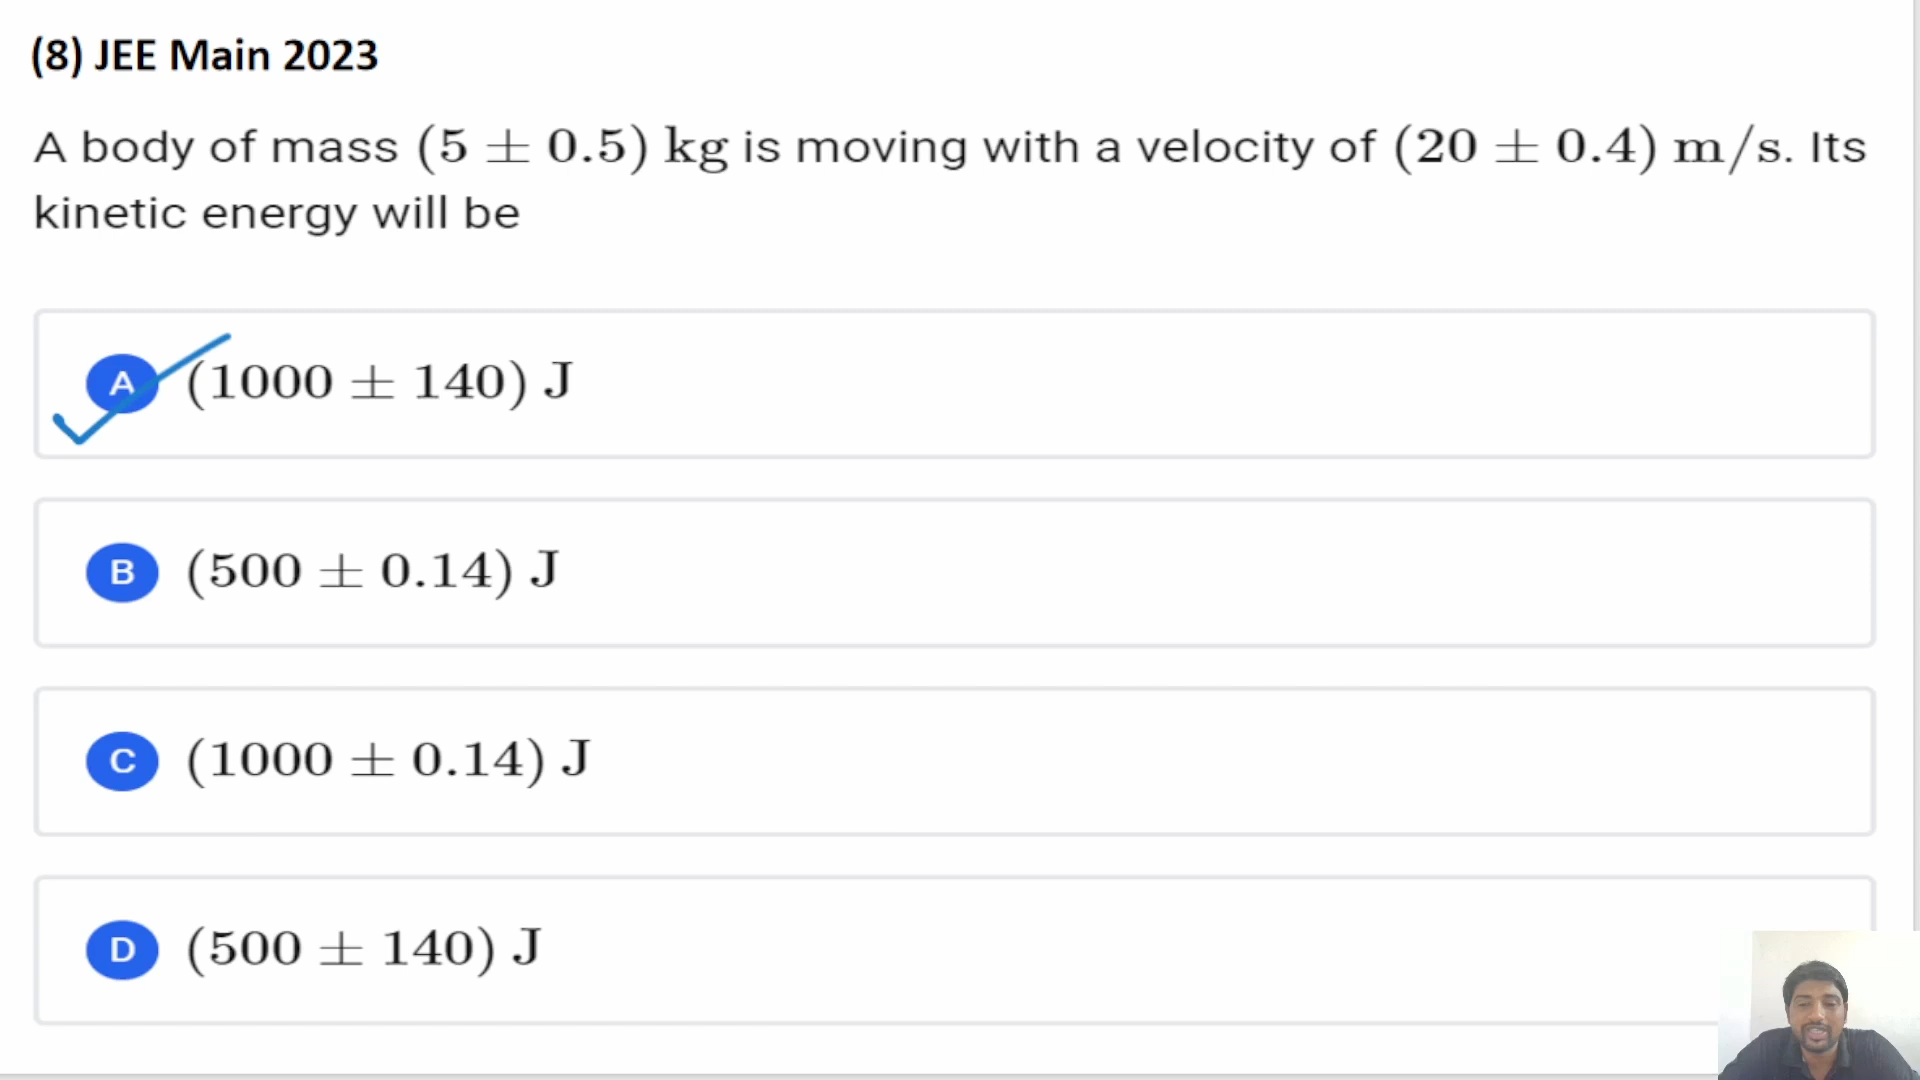 (8) JEE Main 2023
A body of mass (5 ± 0.5) kg is moving with a velocity of (20 ± 0.4) m/s. Its
kinetic energy will be
A (1000 ± 140) J
B (500 ± 0.14) J
C (1000 ± 0.14) J
D (500 ± 140) J